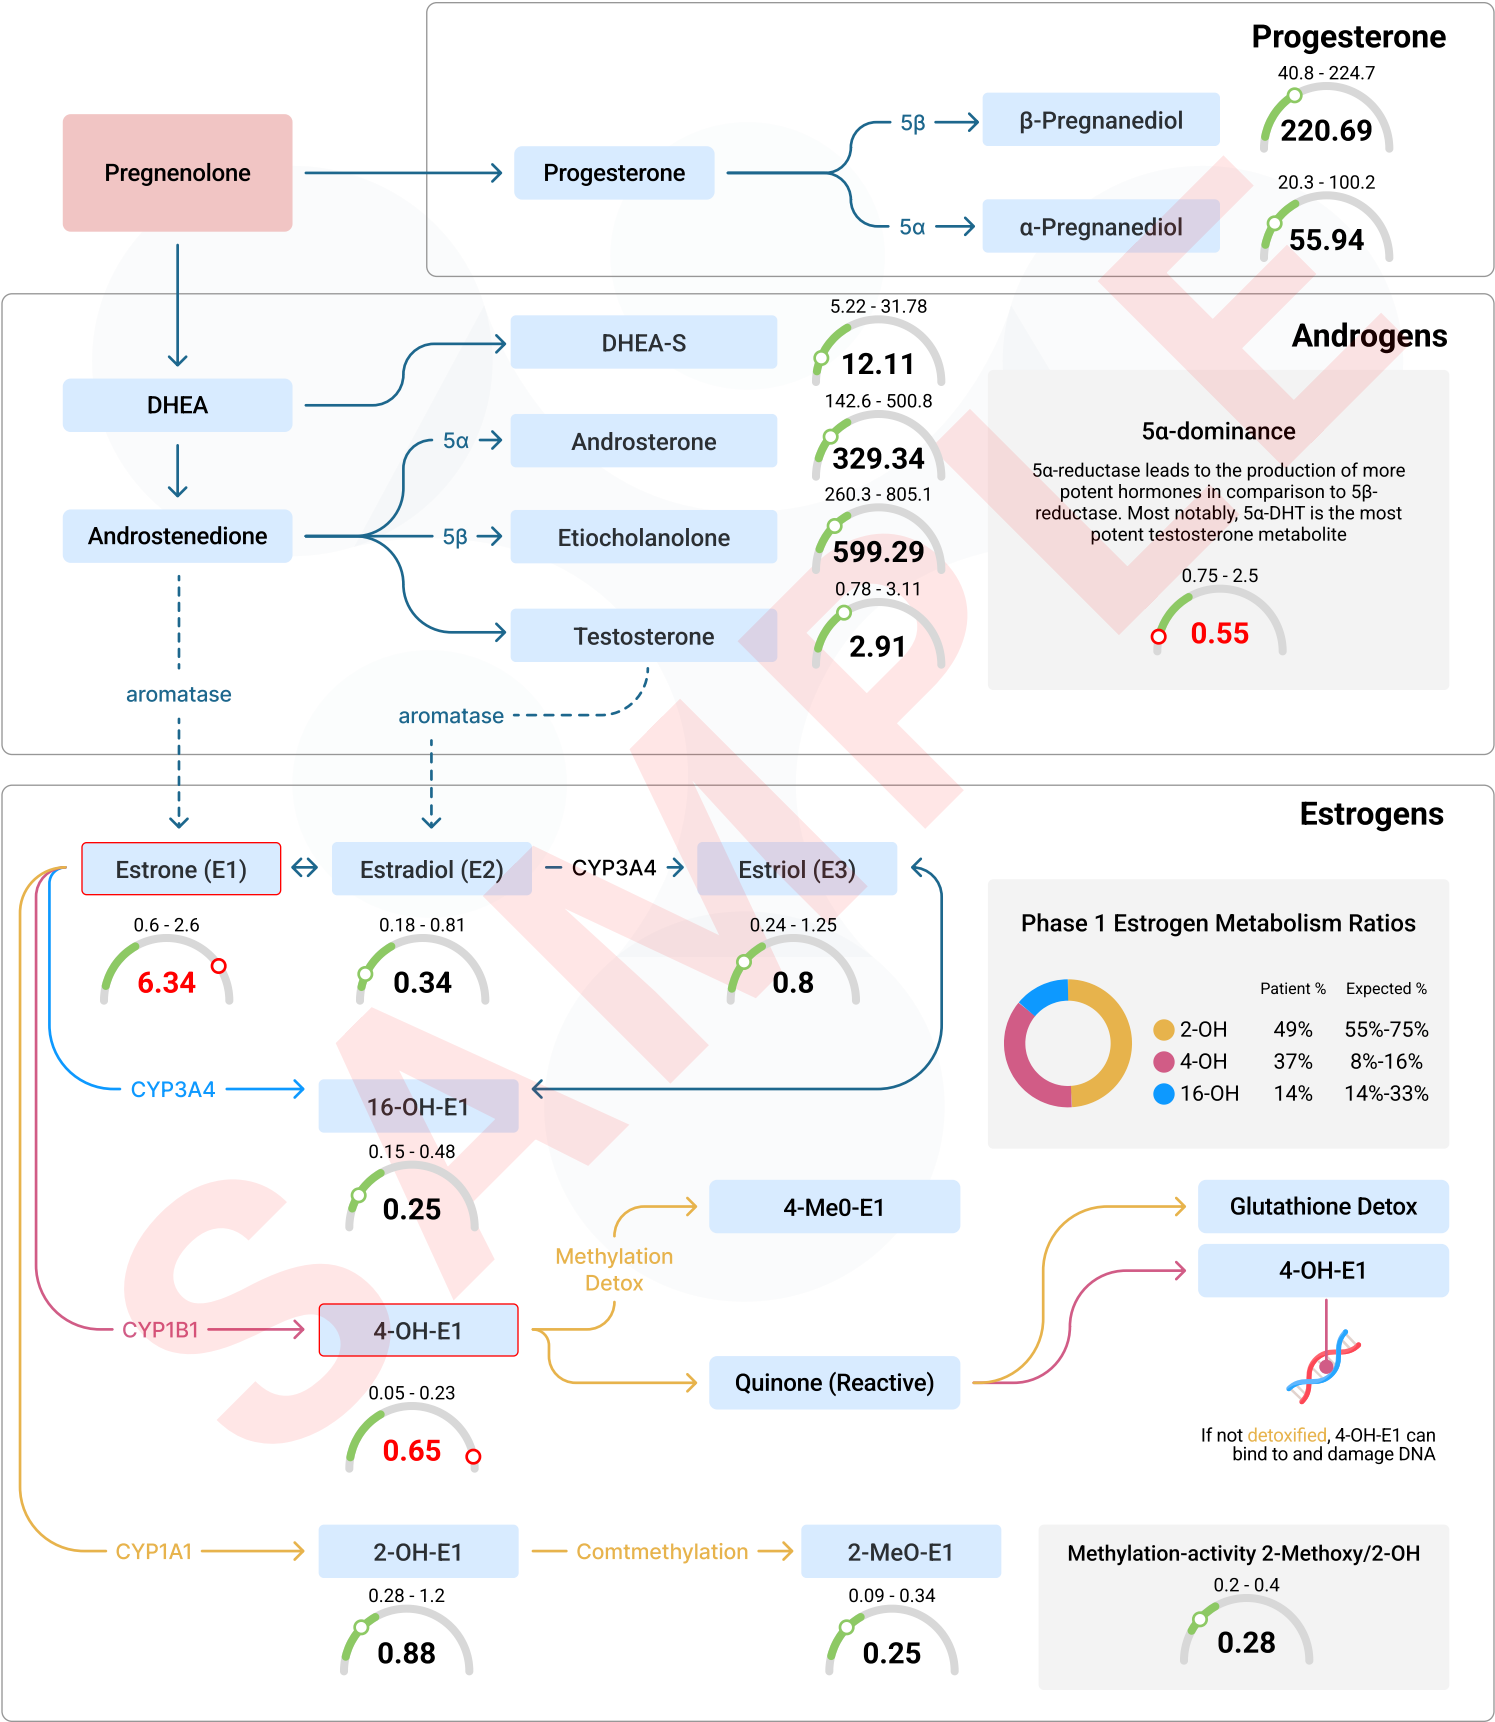 Progesterone
40.8 - 224.7
220.69
β-Pregnanediol
5β
Pregnenolone
Progesterone
20.3 - 100.2
5α
α-Pregnanediol
55.94
Androgens
5.22 - 31.78
DHEA-S
12.11
DHEA
142.6 - 500.8
5α
Androsterone
329.34
260.3 - 805.1
Androstenedione
5β
Etiocholanolone
599.29
0.78 - 3.11
Testosterone
2.91
5α-dominance
5α-reductase leads to the production of more
potent hormones in comparison to 5β-
reductase. Most notably, 5α-DHT is the most
potent testosterone metabolite
0.75 - 2.5
0.55
aromatase
aromatase
Estrogens
Estrone (E1)
Estradiol (E2)
CYP3A4
Estriol (E3)
0.6 - 2.6
6.34
0.18 - 0.81
0.34
0.24 - 1.25
0.8
Phase 1 Estrogen Metabolism Ratios
Patient % Expected %
2-OH 49% 55%-75%
4-OH 37% 8%-16%
16-OH 14% 14%-33%
CYP3A4
16-OH-E1
0.15 - 0.48
0.25
4-Me0-E1
Glutathione Detox
Methylation
Detox
4-OH-E1
CYP1B1
4-OH-E1
Quinone (Reactive)
0.05 - 0.23
0.65
If not detoxified, 4-OH-E1 can
bind to and damage DNA
CYP1A1
2-OH-E1
Comtmethylation
2-MeO-E1
0.28 - 1.2
0.88
0.09 - 0.34
0.25
Methylation-activity 2-Methoxy/2-OH
0.2 - 0.4
0.28
SAMPLE